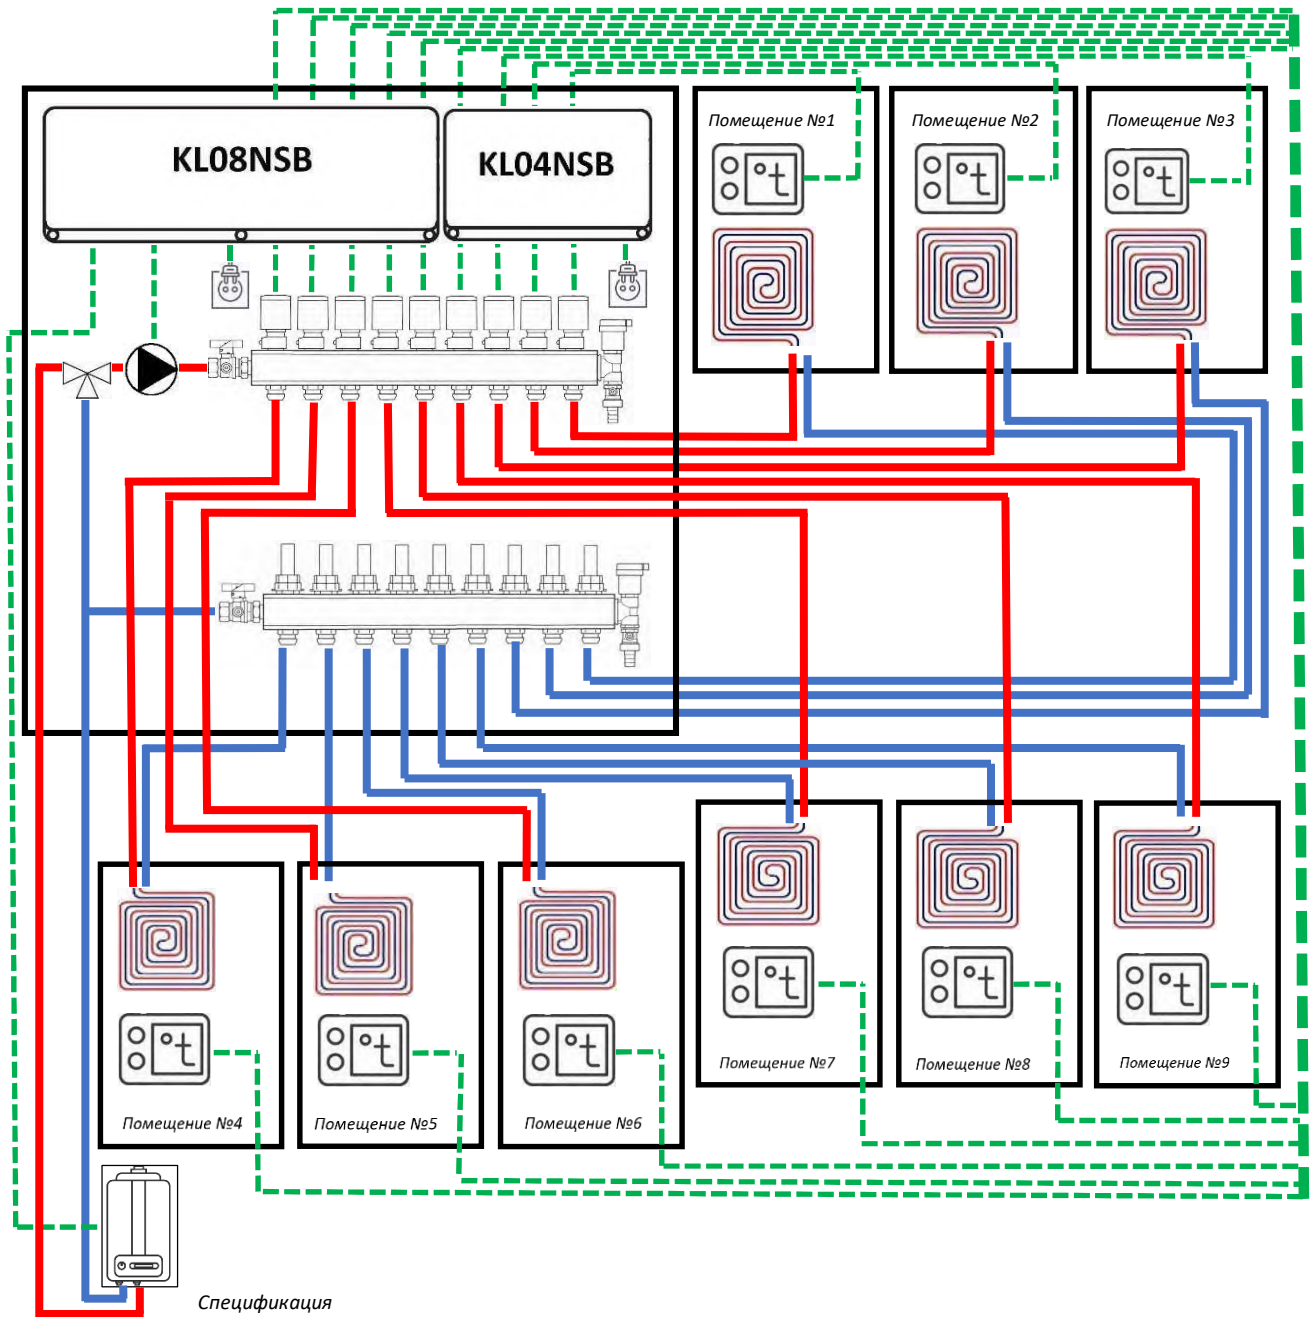 KL08NSB
KL04NSB
Помещение №1
Помещение №2
Помещение №3
°t
°t
°t
°t
°t
°t
°t
°t
°t
Помещение №7
Помещение №8
Помещение №9
Помещение №4
Помещение №5
Помещение №6
Спецификация